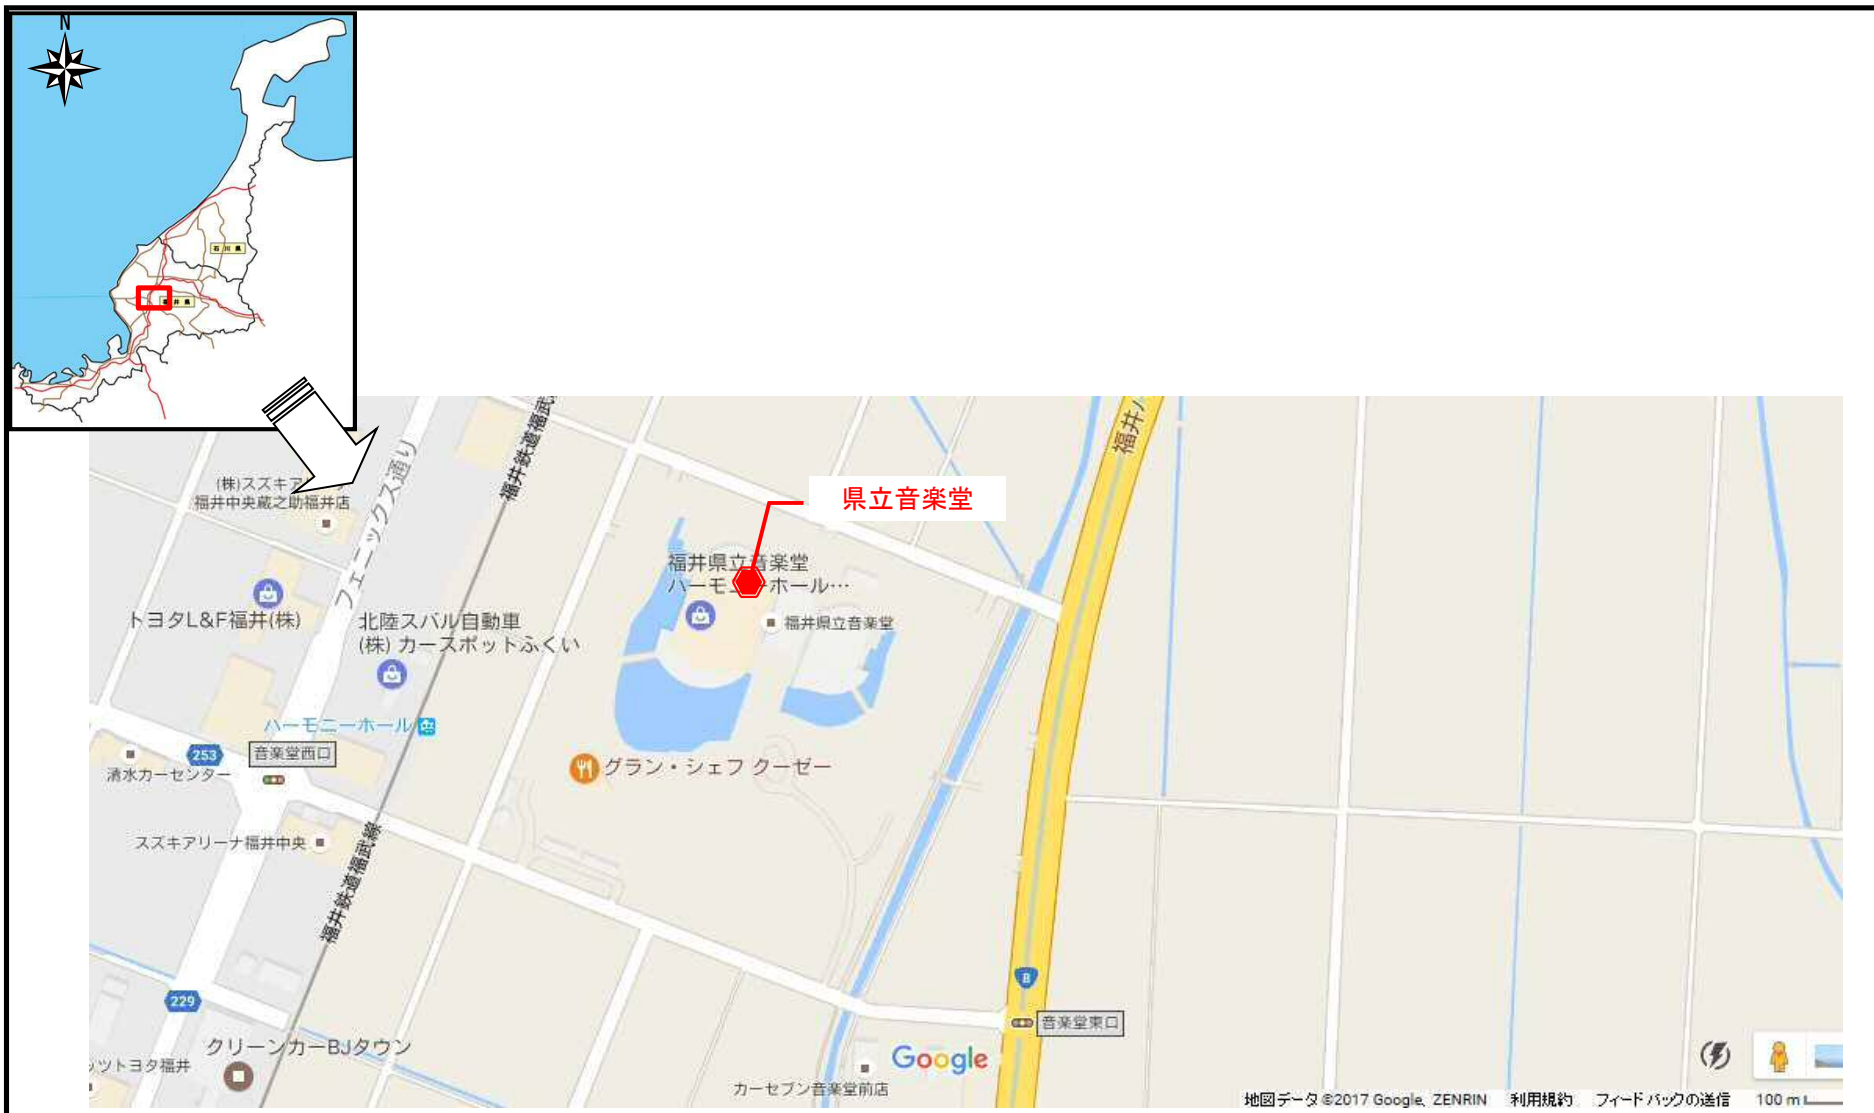 N
石川県
福井県
福井鉄道福武
福井バ
フェニックス通り
(株)スズキア
福井中央蔵之助福井店
県立音楽堂
福井県立音楽堂
ハーモニーホール…
福井県立音楽堂
トヨタL&F福井(株)
北陸スバル自動車
(株) カースポットふくい
ハーモニーホール
253
音楽堂西口
清水カーセンター
グラン・シェフ クーゼー
スズキアリーナ福井中央
福井鉄道福武線
8
229
音楽堂東口
クリーンカーBJタウン
ッツトヨタ福井
Google
カーセブン音楽堂前店
地図データ ©2017 Google, ZENRIN 利用規約 フィードバックの送信 100 m